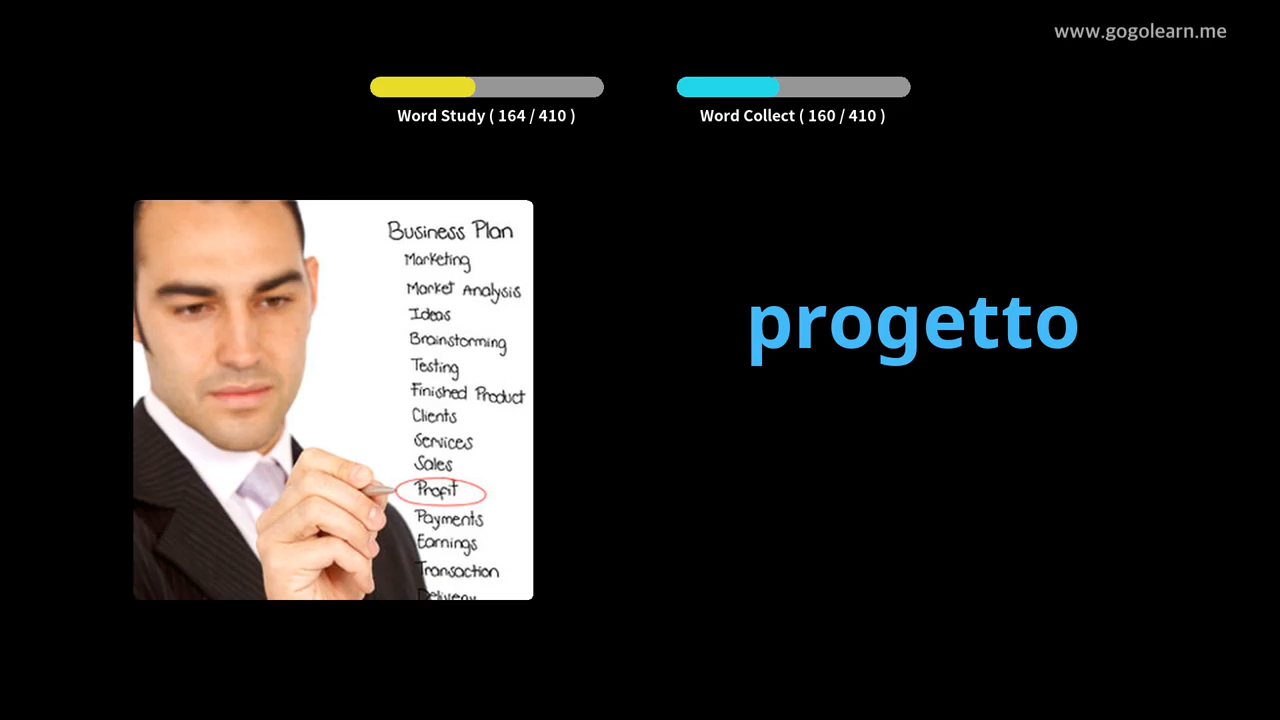 www.gogolearn.me
Word Study ( 164 / 410 )
Word Collect ( 160 / 410 )
Business Plan
Marketing
Market Analysis
Ideas
Brainstorming
Testing
Finished Product
Clients
Services
Sales
Profit
Payments
Earnings
Transaction
Delivery
progetto